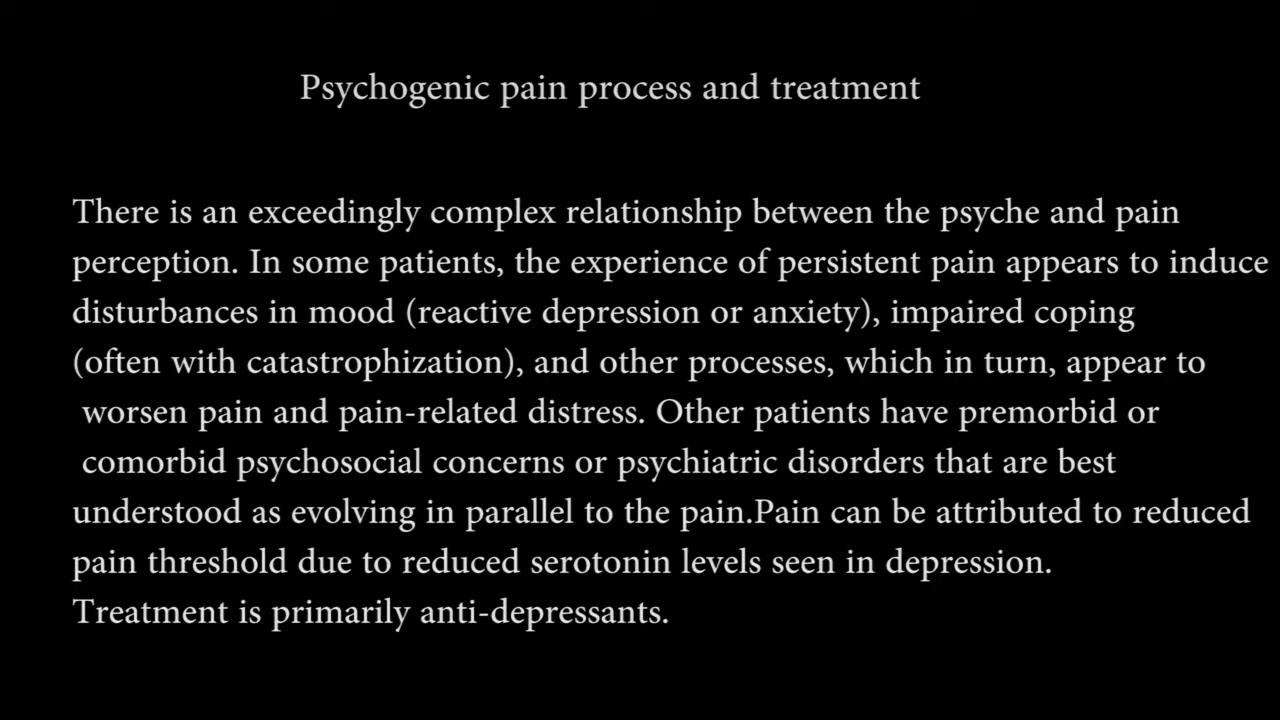 Psychogenic pain process and treatment
There is an exceedingly complex relationship between the psyche and pain
perception. In some patients, the experience of persistent pain appears to induce
disturbances in mood (reactive depression or anxiety), impaired coping
(often with catastrophization), and other processes, which in turn, appear to
worsen pain and pain-related distress. Other patients have premorbid or
comorbid psychosocial concerns or psychiatric disorders that are best
understood as evolving in parallel to the pain.Pain can be attributed to reduced
pain threshold due to reduced serotonin levels seen in depression.
Treatment is primarily anti-depressants.